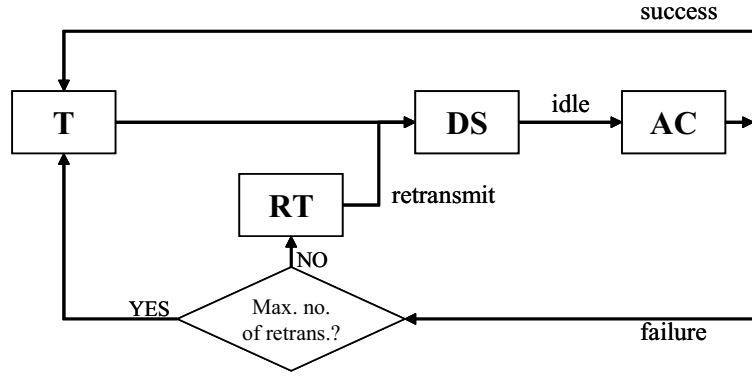 success
T
DS
idle
AC
RT
retransmit
NO
YES
Max. no.
of retrans.?
failure